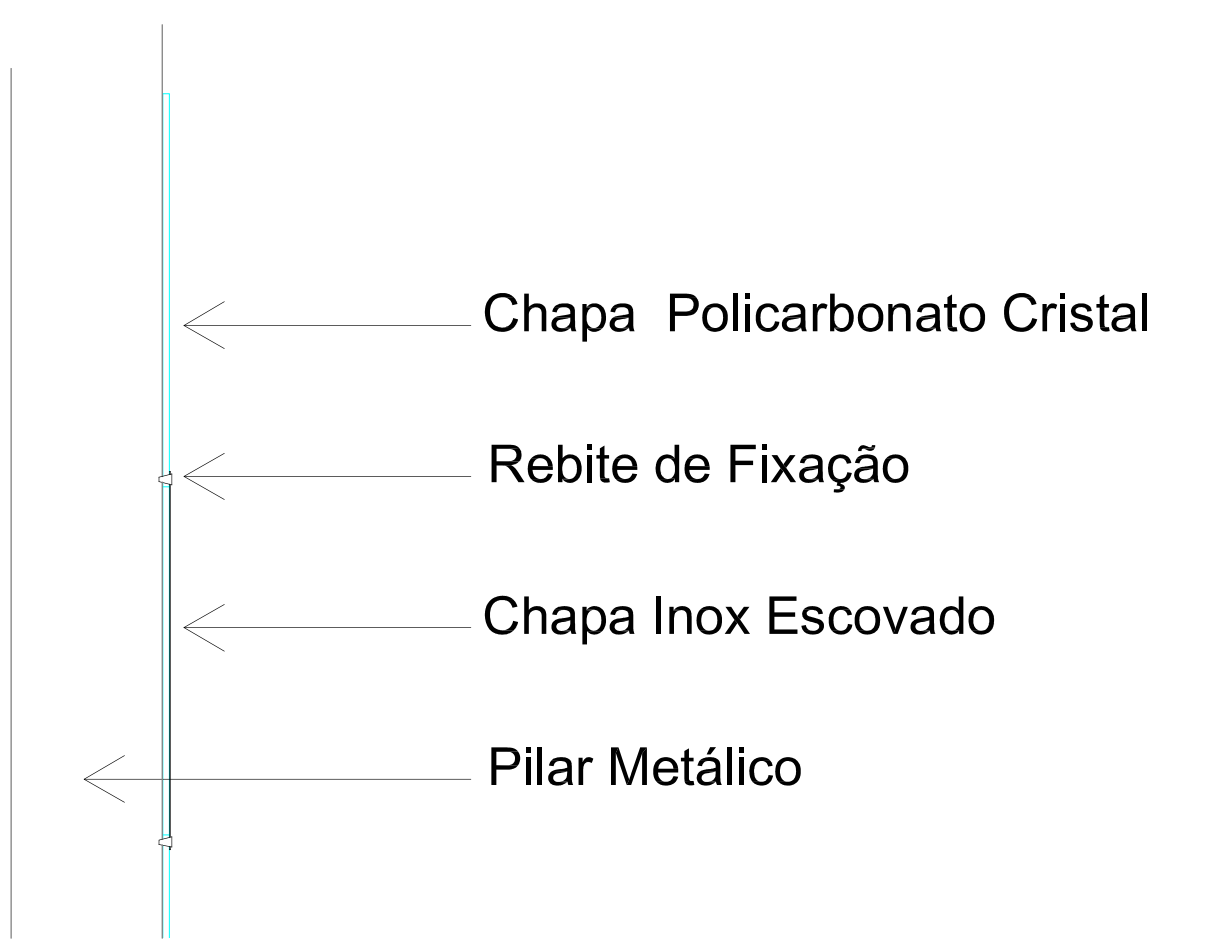 Chapa  Policarbonato Cristal
Rebite de Fixação
Chapa Inox Escovado
Pilar Metálico